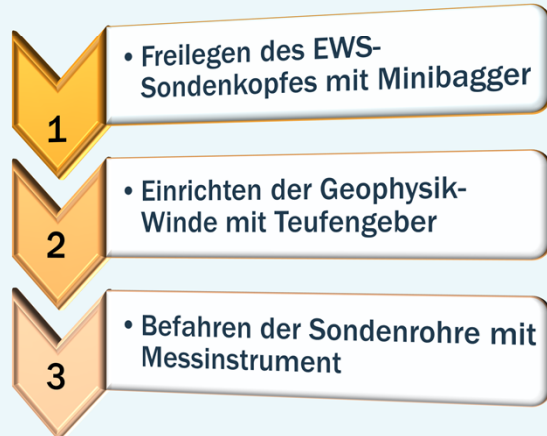 1
• Freilegen des EWS-
Sondenkopfes mit Minibagger
2
• Einrichten der Geophysik-
Winde mit Teufengeber
3
• Befahren der Sondenrohre mit
Messinstrument